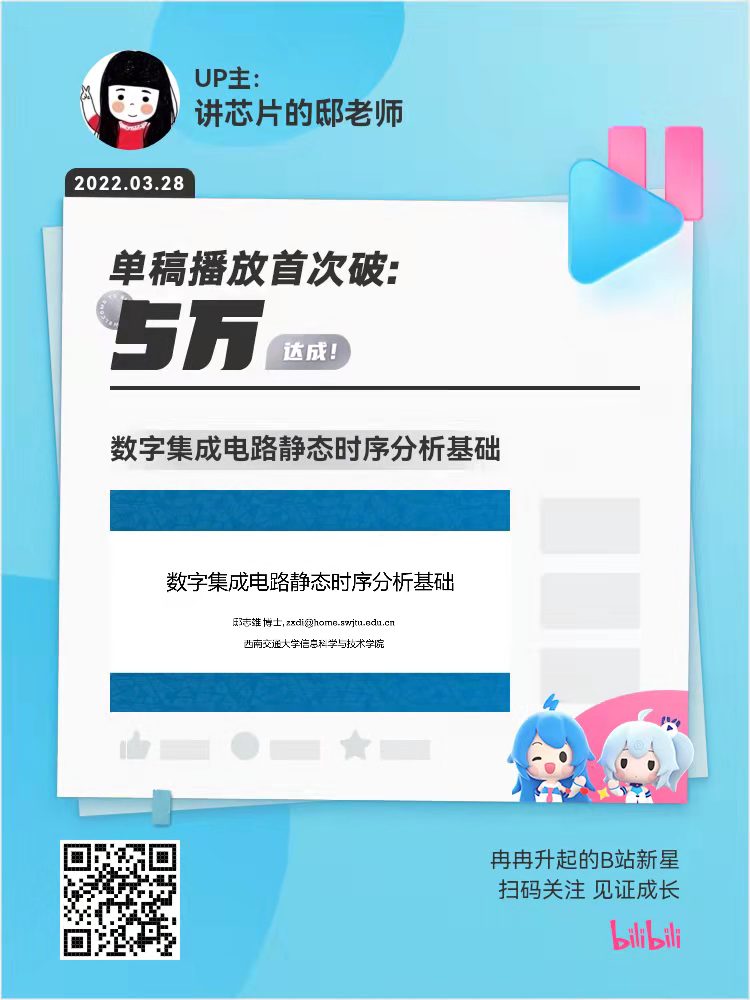 UP主:
讲芯片的邸老师
2022.03.28
单稿播放首次破:
5万
达成!
数字集成电路静态时序分析基础
数字集成电路静态时序分析基础
邸志雄 博士, zxdi@home.swjtu.edu.cn
西南交通大学信息科学与技术学院
冉冉升起的B站新星
扫码关注 见证成长
bilibili